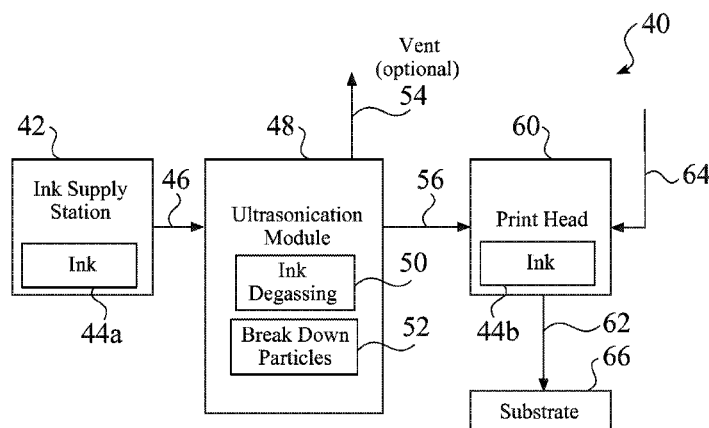 40
Vent
(optional)
54
42
48
60
64
Ink Supply
Station
46
Ultrasonication
Module
56
Print Head
Ink
Ink
Degassing
50
Ink
44a
Break Down
Particles
52
44b
62
66
Substrate